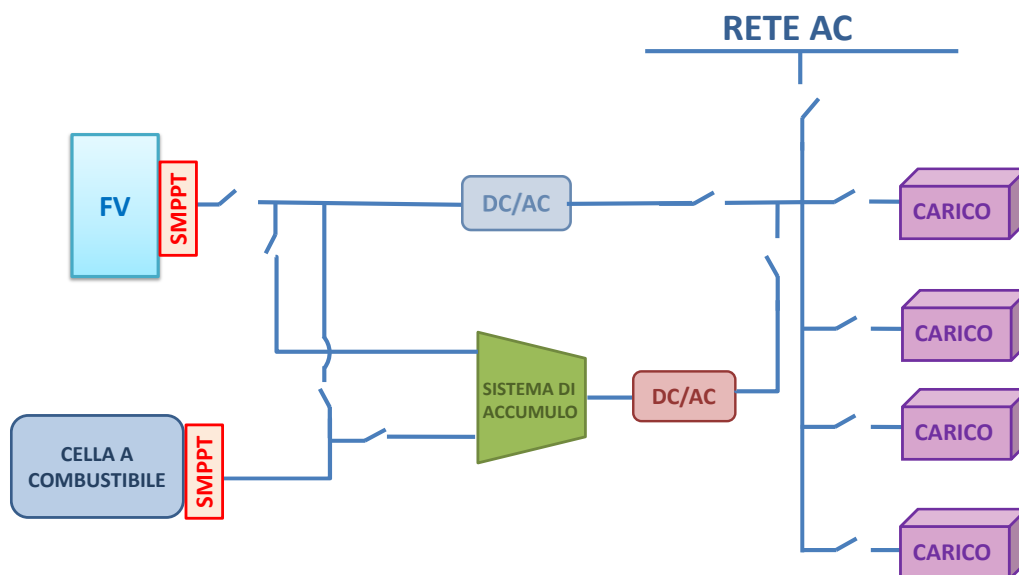 RETE AC
FV
SMPPT
DC/AC
CARICO
CARICO
SISTEMA DI
ACCUMULO
DC/AC
CARICO
CELLA A
COMBUSTIBILE
SMPPT
CARICO